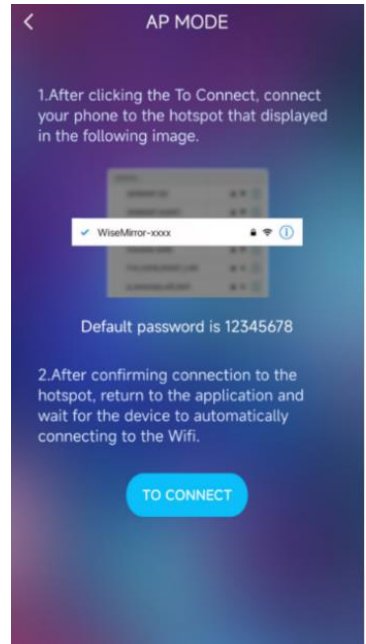 AP MODE
1.After clicking the To Connect, connect
your phone to the hotspot that displayed
in the following image.
WiseMirror-xxxx
Default password is 12345678
2.After confirming connection to the
hotspot, return to the application and
wait for the device to automatically
connecting to the Wifi.
TO CONNECT